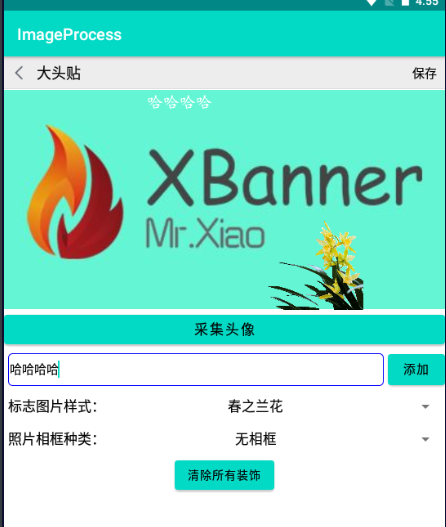 4:55
ImageProcess
大头贴
保存
哈哈哈哈
XBanner
Mr.Xiao
采集头像
哈哈哈哈
添加
标志图片样式:
春之兰花
照片相框种类:
无相框
清除所有装饰